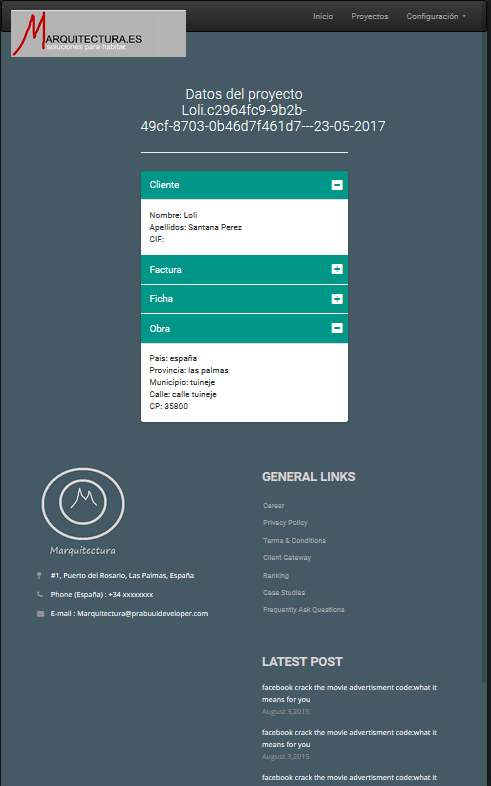 Inicio
Proyectos
Configuración
MARQUITECTURA.ES
soluciones para habitar.
Datos del proyecto
Loli.c2964fc9-9b2b-
49cf-8703-0b46d7f461d7---23-05-2017
Cliente
Nombre: Loli
Apellidos: Santana Perez
CIF:
Factura
Ficha
Obra
Pais: españa
Provincia: las palmas
Municipio: tuineje
Calle: calle tuineje
CP: 35800
Marquitectura
#1, Puerto del Rosario, Las Palmas, España
Phone (España) : +34 xxxxxxxx
E-mail : Marquitectura@prabuuideveloper.com
GENERAL LINKS
Career
Privacy Policy
Terms & Conditions
Client Gateway
Ranking
Case Studies
Frequently Ask Questions
LATEST POST
facebook crack the movie advertisment code:what it
means for you
August 3,2015
facebook crack the movie advertisment code:what it
means for you
August 3,2015
facebook crack the movie advertisment code:what it